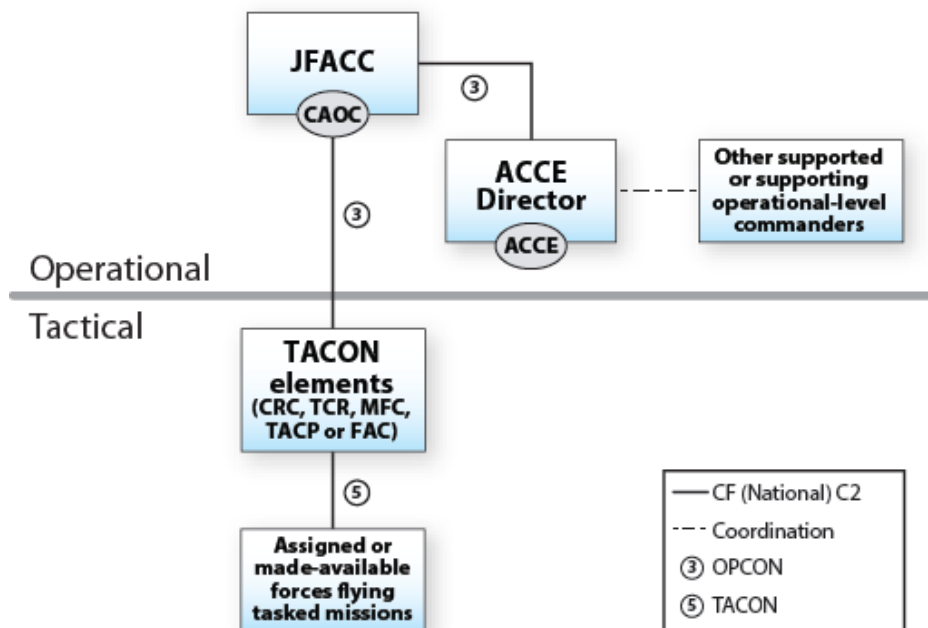 JFACC
CAOC
③
③
ACCE
Director
ACCE
Other supported
or supporting
operational-level
commanders
Operational
Tactical
TACON
elements
(CRC, TCR, MFC,
TACP or FAC)
⑤
Assigned or
made-available
forces flying
tasked missions
CF (National) C2
Coordination
③ OPCON
⑤ TACON